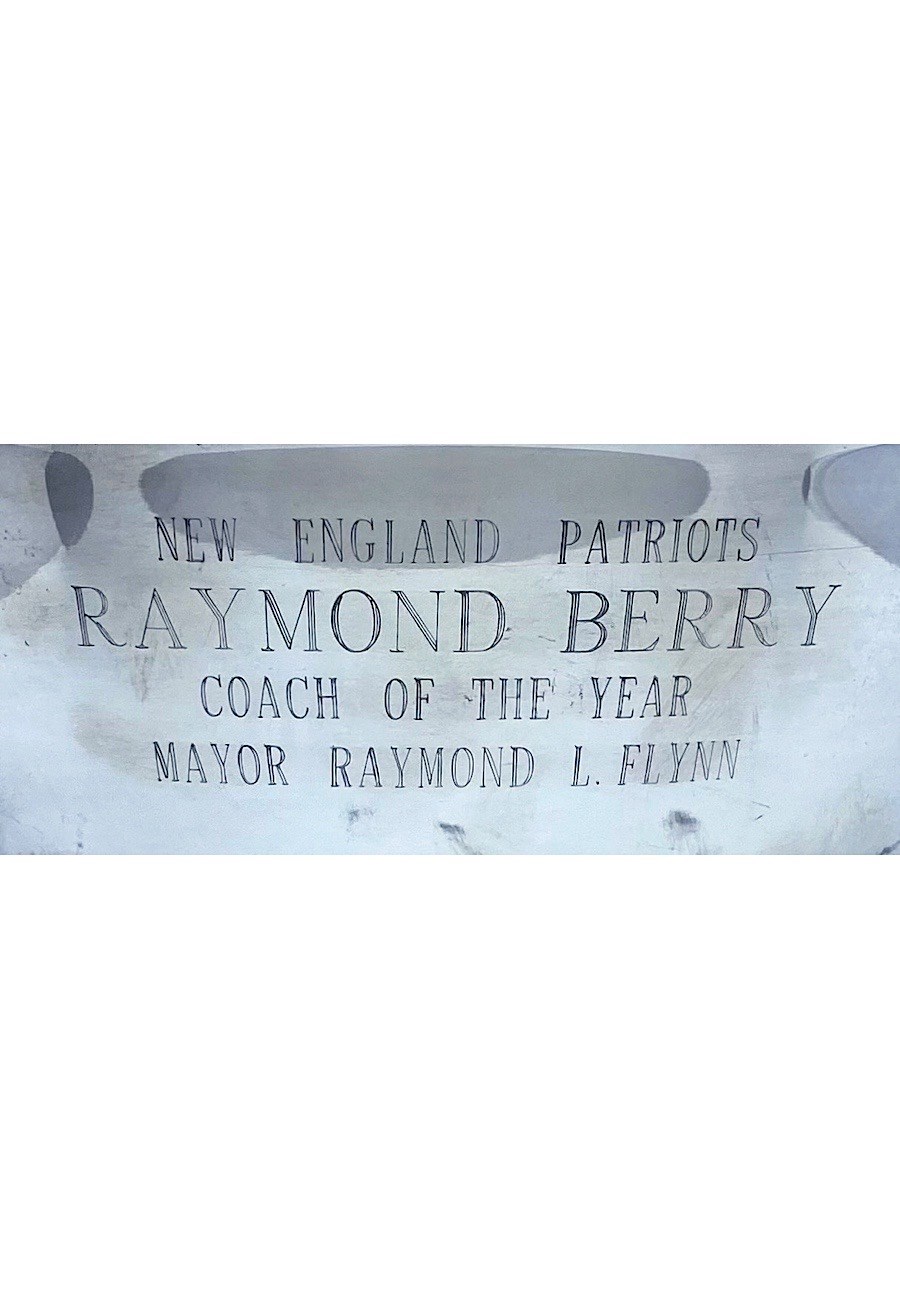 NEW ENGLAND PATRIOTS
RAYMOND BERRY
COACH OF THE YEAR
MAYOR RAYMOND L. FLYNN